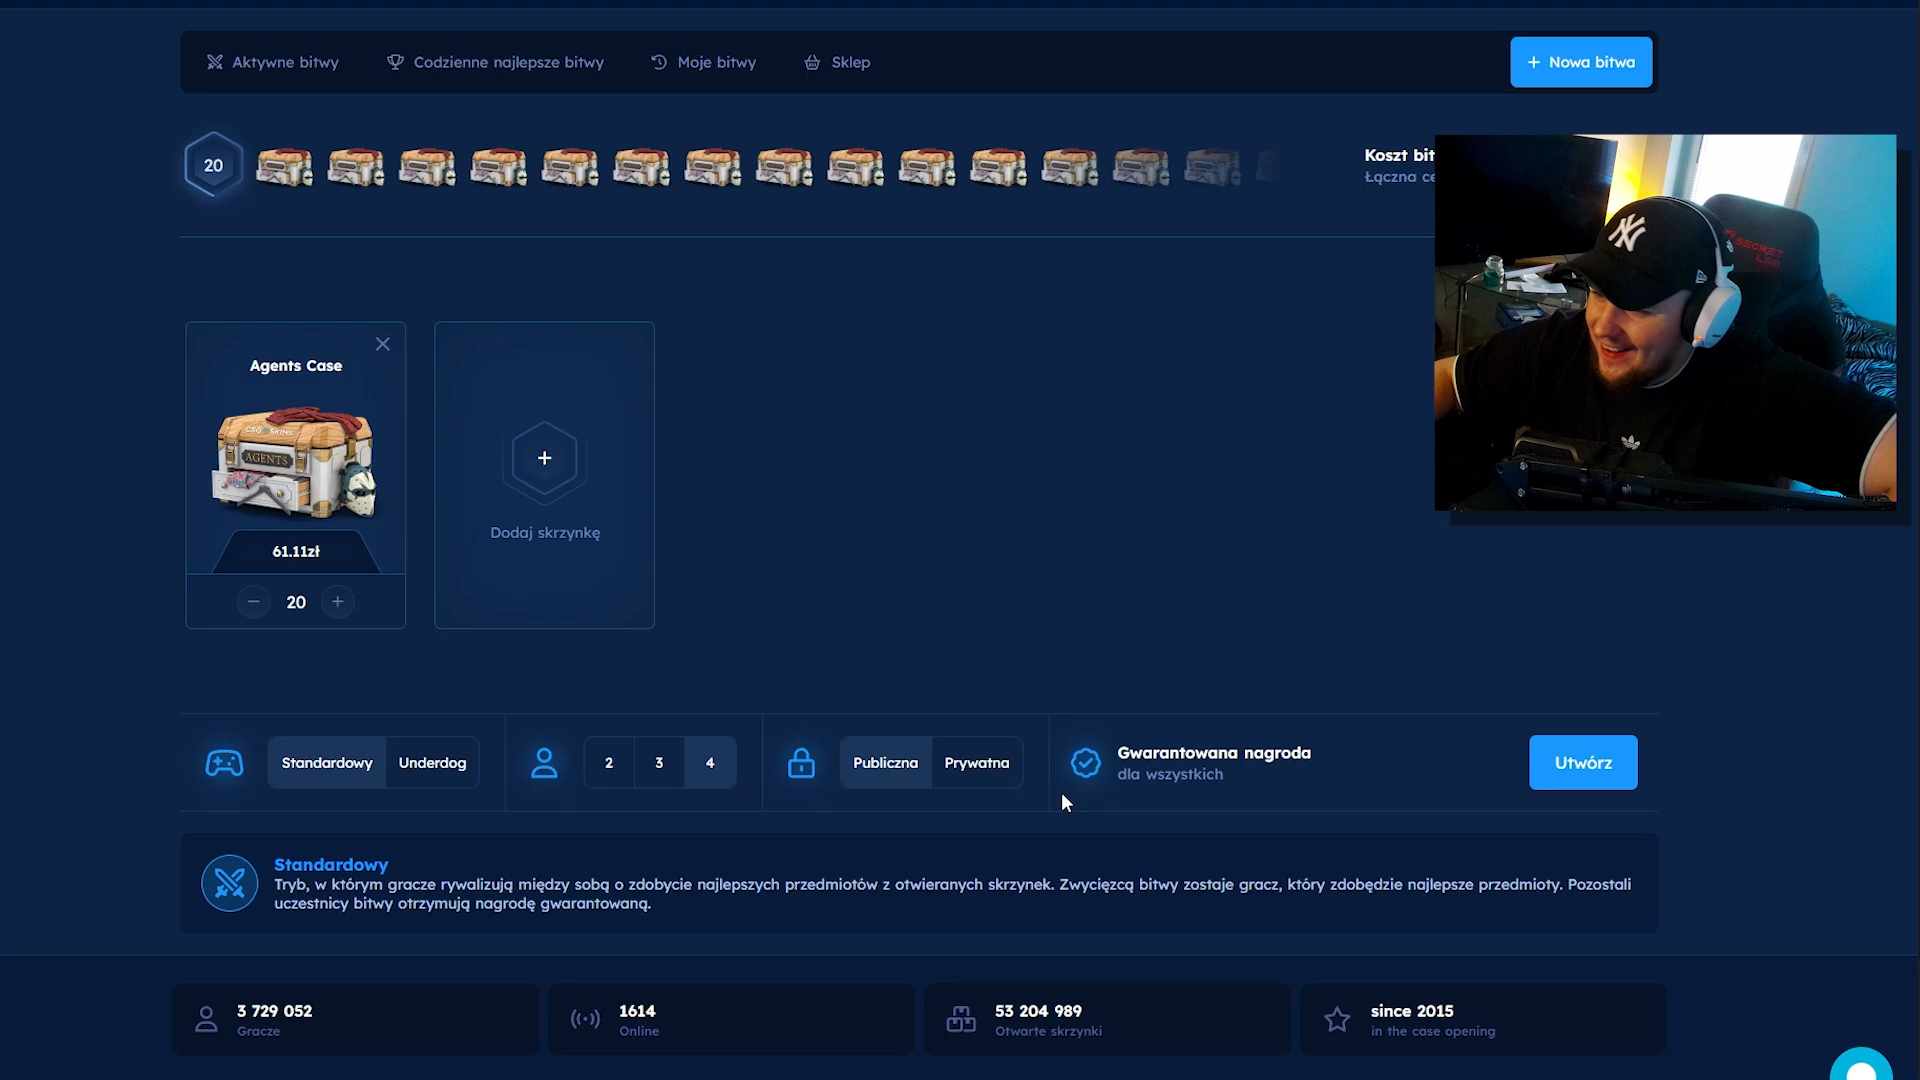 Aktywne bitwy
Codzienne najlepsze bitwy
Moje bitwy
Sklep
+ Nowa bitwa
20
Koszt bit
Łączna ce
NY
SECRET
LAB
Agents Case
AGENTS
61.11zł
20
+
Dodaj skrzynkę
Standardowy
Underdog
2
3
4
Publiczna
Prywatna
Gwarantowana nagroda
dla wszystkich
Utwórz
Standardowy
Tryb, w którym gracze rywalizują między sobą o zdobycie najlepszych przedmiotów z otwieranych skrzynek. Zwycięzcą bitwy zostaje gracz, który zdobędzie najlepsze przedmioty. Pozostali
uczestnicy bitwy otrzymują nagrodę gwarantowaną.
3 729 052
Gracze
1614
Online
53 204 989
Otwarte skrzynki
since 2015
in the case opening